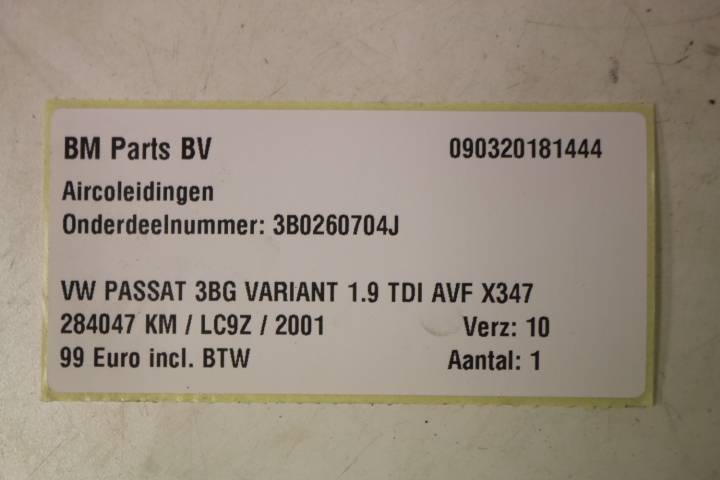 BM Parts BV 090320181444
Aircoleidingen
Onderdeelnummer: 3B0260704J
VW PASSAT 3BG VARIANT 1.9 TDI AVF X347
284047 KM / LC9Z / 2001 Verz: 10
99 Euro incl. BTW Aantal: 1